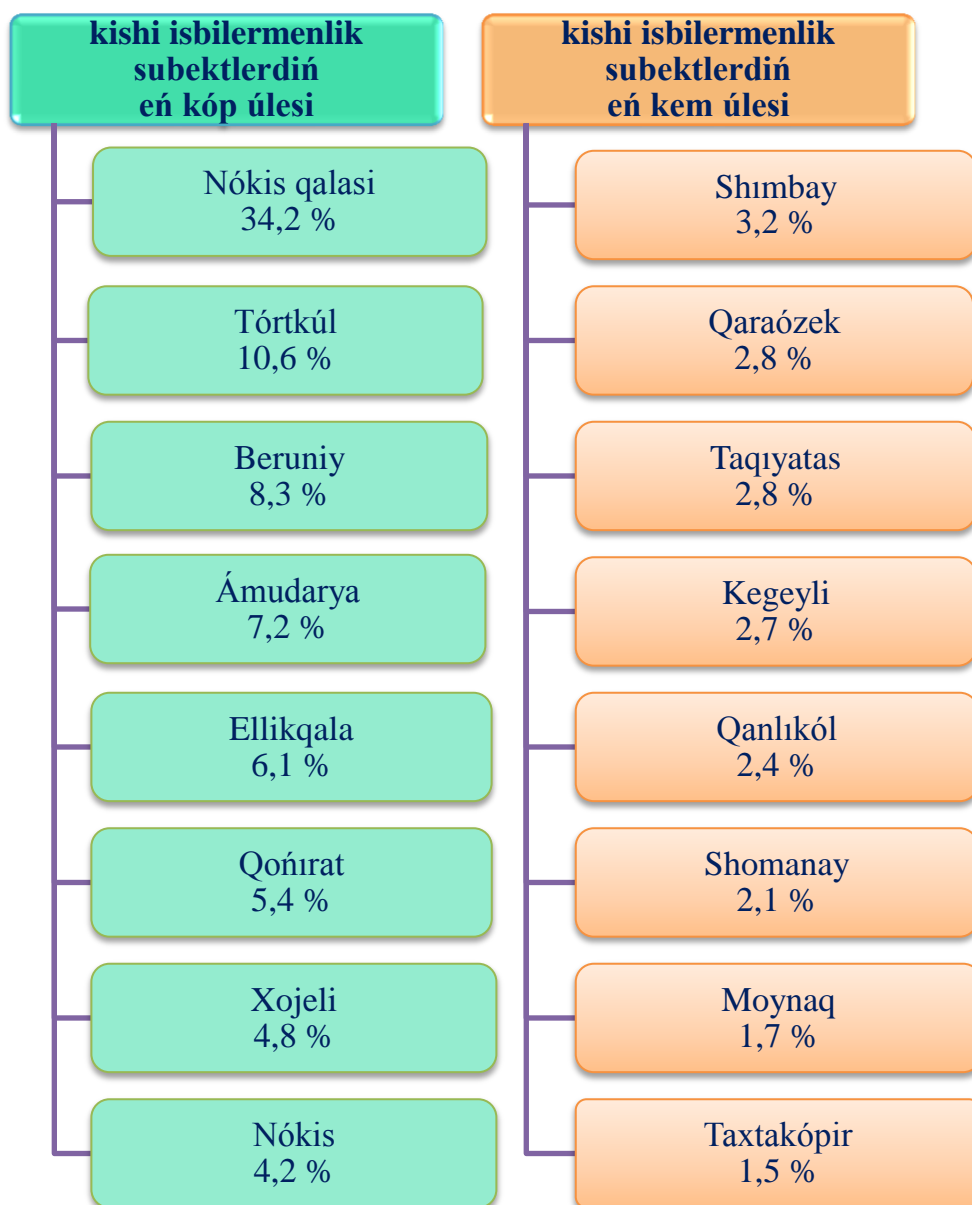 kishi isbilermenlik
subektlerdiń
eń kóp úlesi
Nókis qalasi
34,2 %
Tórtkúl
10,6 %
Beruniy
8,3 %
Ámudarya
7,2 %
Ellikqala
6,1 %
Qońırat
5,4 %
Xojeli
4,8 %
Nókis
4,2 %
kishi isbilermenlik
subektlerdiń
eń kem úlesi
Shımbay
3,2 %
Qaraózek
2,8 %
Taqıyatas
2,8 %
Kegeyli
2,7 %
Qanlıkól
2,4 %
Shomanay
2,1 %
Moynaq
1,7 %
Taxtakópir
1,5 %